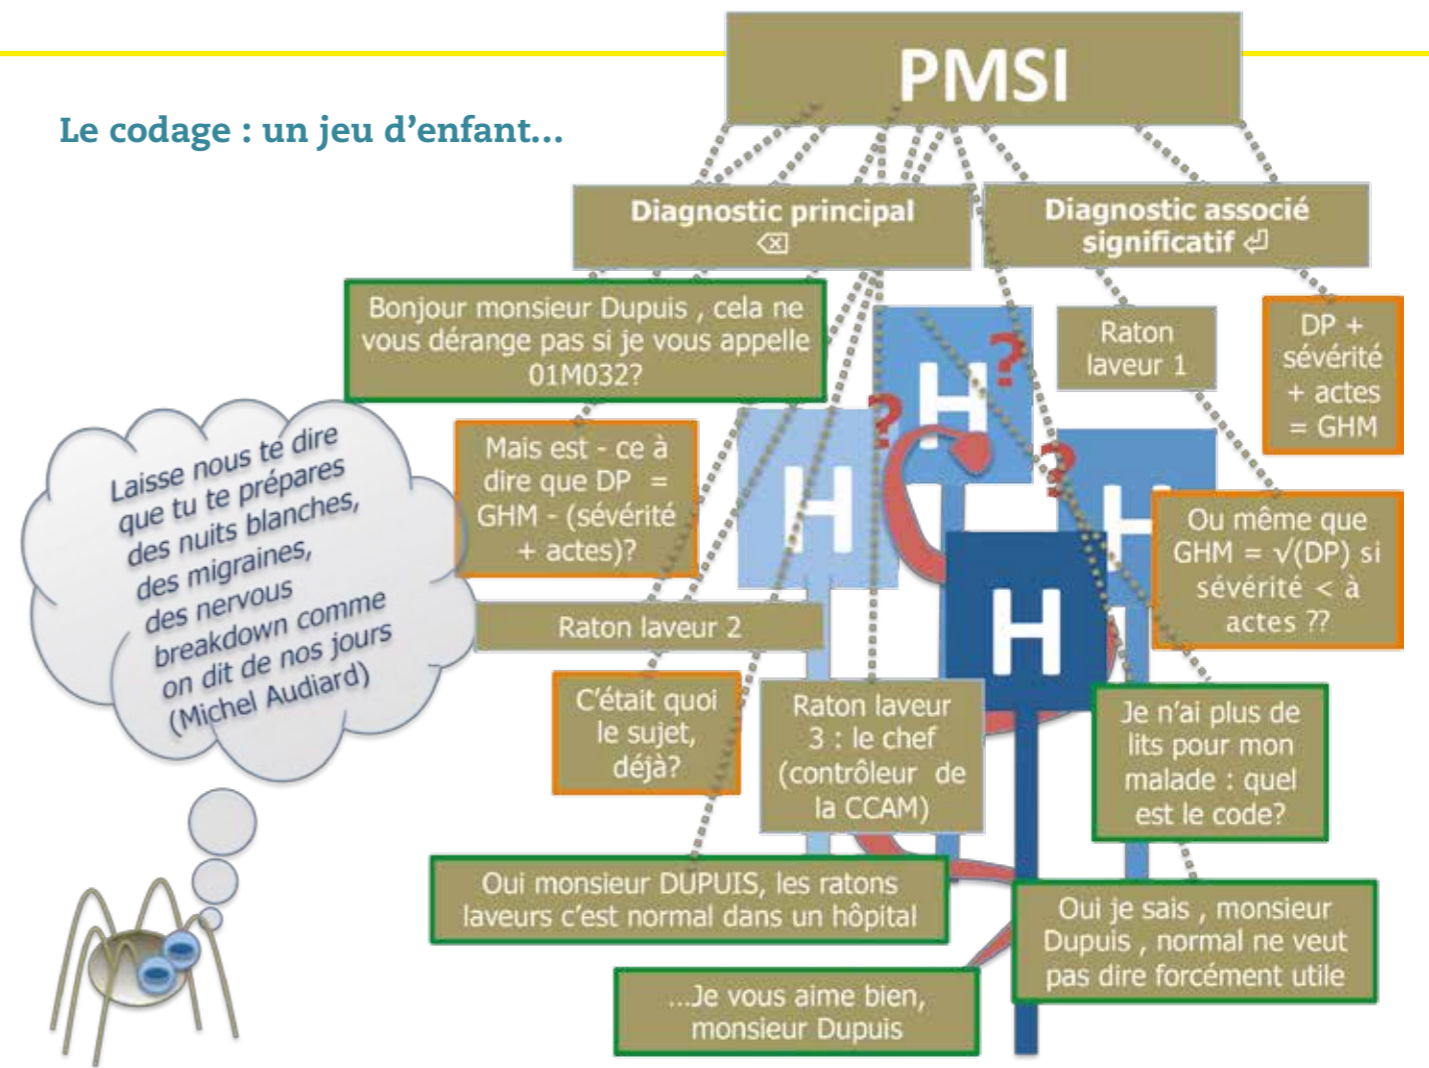 PMSI
Le codage : un jeu d'enfant...
Diagnostic principal
⌫
Diagnostic associé
significatif ⏎
Bonjour monsieur Dupuis , cela ne
vous dérange pas si je vous appelle
01M032?
Raton
laveur 1
DP +
sévérité
+ actes
= GHM
H
?
H
?
H
?
H
Mais est - ce à
dire que DP =
GHM - (sévérité
+ actes)?
Laisse nous te dire
que tu te prépares
des nuits blanches,
des migraines,
des nervous
breakdown comme
on dit de nos jours
(Michel Audiard)
Ou même que
GHM = √(DP) si
sévérité < à
actes ??
Raton laveur 2
C'était quoi
le sujet,
déjà?
Raton laveur
3 : le chef
(contrôleur de
la CCAM)
Je n'ai plus de
lits pour mon
malade : quel
est le code?
Oui monsieur DUPUIS, les ratons
laveurs c'est normal dans un hôpital
Oui je sais , monsieur
Dupuis , normal ne veut
pas dire forcément utile
...Je vous aime bien,
monsieur Dupuis